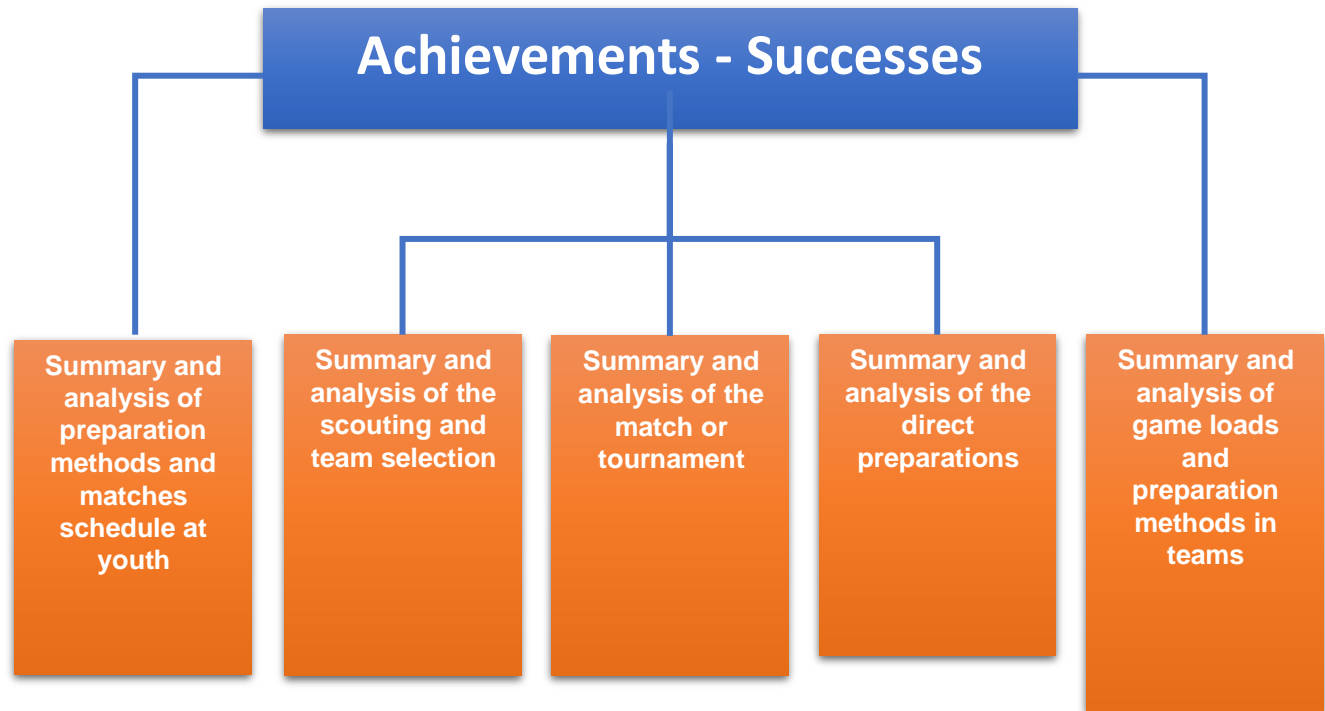 Achievements - Successes
Summary and
analysis of
preparation
methods and
matches
schedule at
youth
Summary and
analysis of the
scouting and
team selection
Summary and
analysis of the
match or
tournament
Summary and
analysis of the
direct
preparations
Summary and
analysis of
game loads
and
preparation
methods in
teams